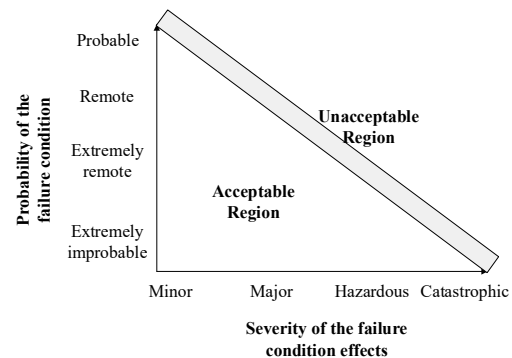 Probable
Remote
Extremely
remote
Extremely
improbable
Probability of the
failure condition
Unacceptable
Region
Acceptable
Region
Minor Major Hazardous Catastrophic
Severity of the failure
condition effects